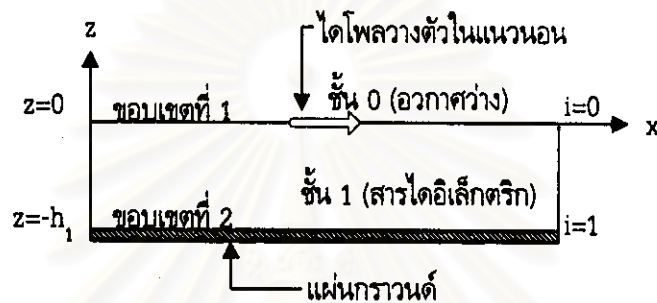 z
ไดโพลวางตัวในแนวนอน
z=0
ขอบเขตที่ 1
ชั้น 0 (อวกาศว่าง)
i=0
x
ชั้น 1 (สารไดอิเล็กตริก)
z=-h₁
ขอบเขตที่ 2
i=1
แผ่นกราวนด์